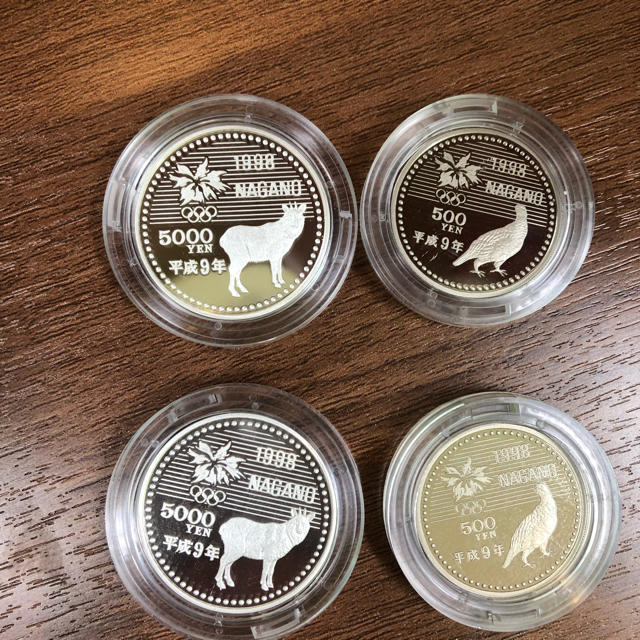 1998
NAGANO
5000
YEN
平成9年
1998
NAGANO
500
YEN
平成9年
1998
NAGANO
5000
YEN
平成9年
1998
NAGANO
500
YEN
平成9年